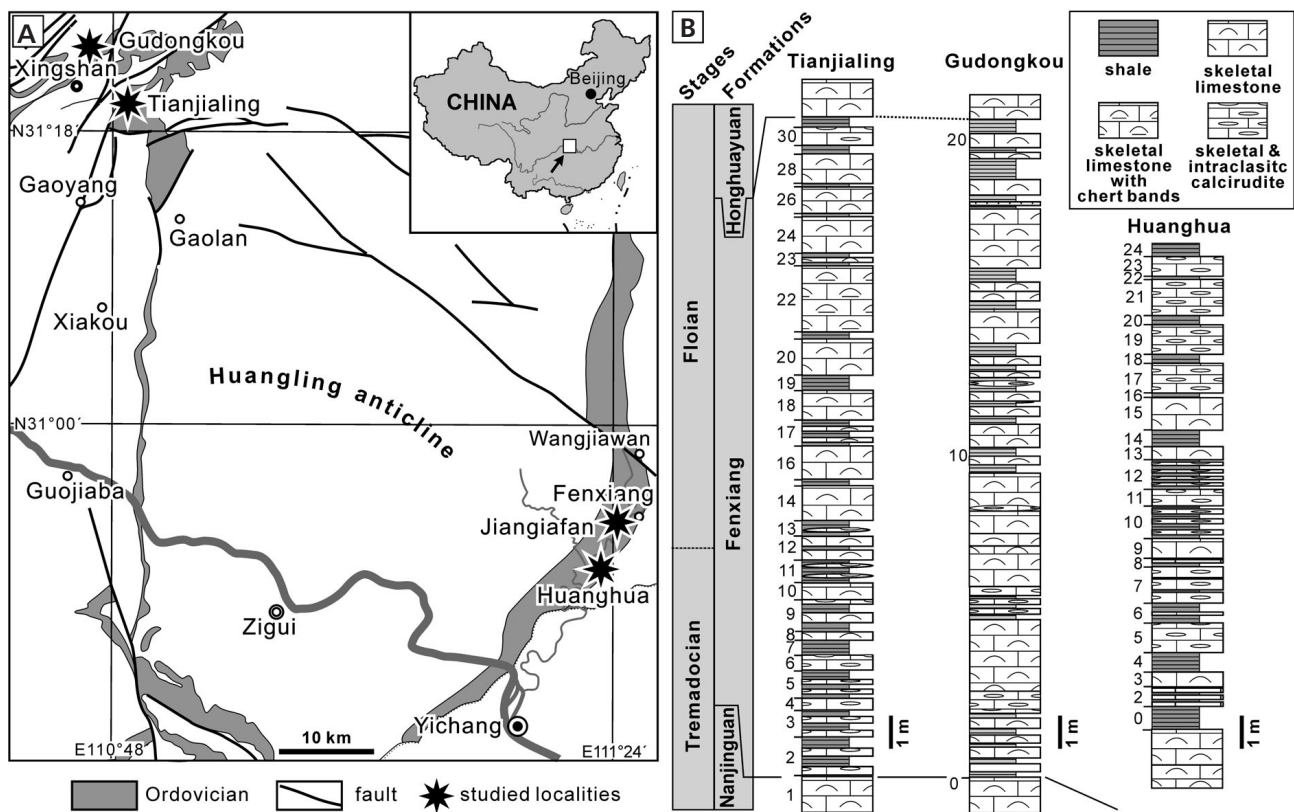 A
Gudongkou
Xingshan
Tianjialing
N31°18´
Gaoyang
Gaolan
Xiakou
Huangling anticline
N31°00´
Wangjiawan
Guojiaba
Fenxiang
Jiangiafan
Huanghua
Zigui
Yichang
E110°48´
10 km
E111°24´
CHINA
Beijing
Ordovician
fault
studied localities
B
Stages
Formations
Tianjialing
Gudongkou
shale
skeletal
limestone
skeletal
limestone
with
chert bands
skeletal &
intraclasitc
calcirudite
Huanghua
Floian
Tremadocian
Honghuayuan
Fenxiang
Nanjinguan
30
28
26
24
23
22
20
19
18
17
16
14
13
12
11
10
9
8
7
6
5
4
3
2
1
1 m
20
10
0
1 m
24
23
22
21
20
19
18
17
16
15
14
13
12
11
10
9
8
7
6
5
4
3
2
0
1 m